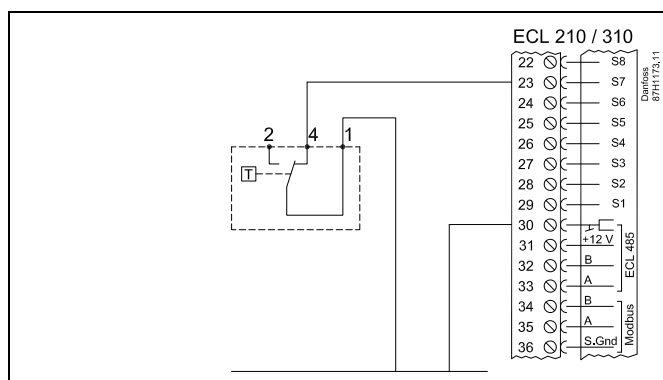 ECL 210 / 310
22 S8
23 S7
24 S6
25 S5
26 S4
27 S3
28 S2
29 S1
30
31 +12 V
32 B
33 A
34 B
35 A
36 S.Gnd
ECL 485
Modbus
Danfoss
87H1173.11
2 4 1
T